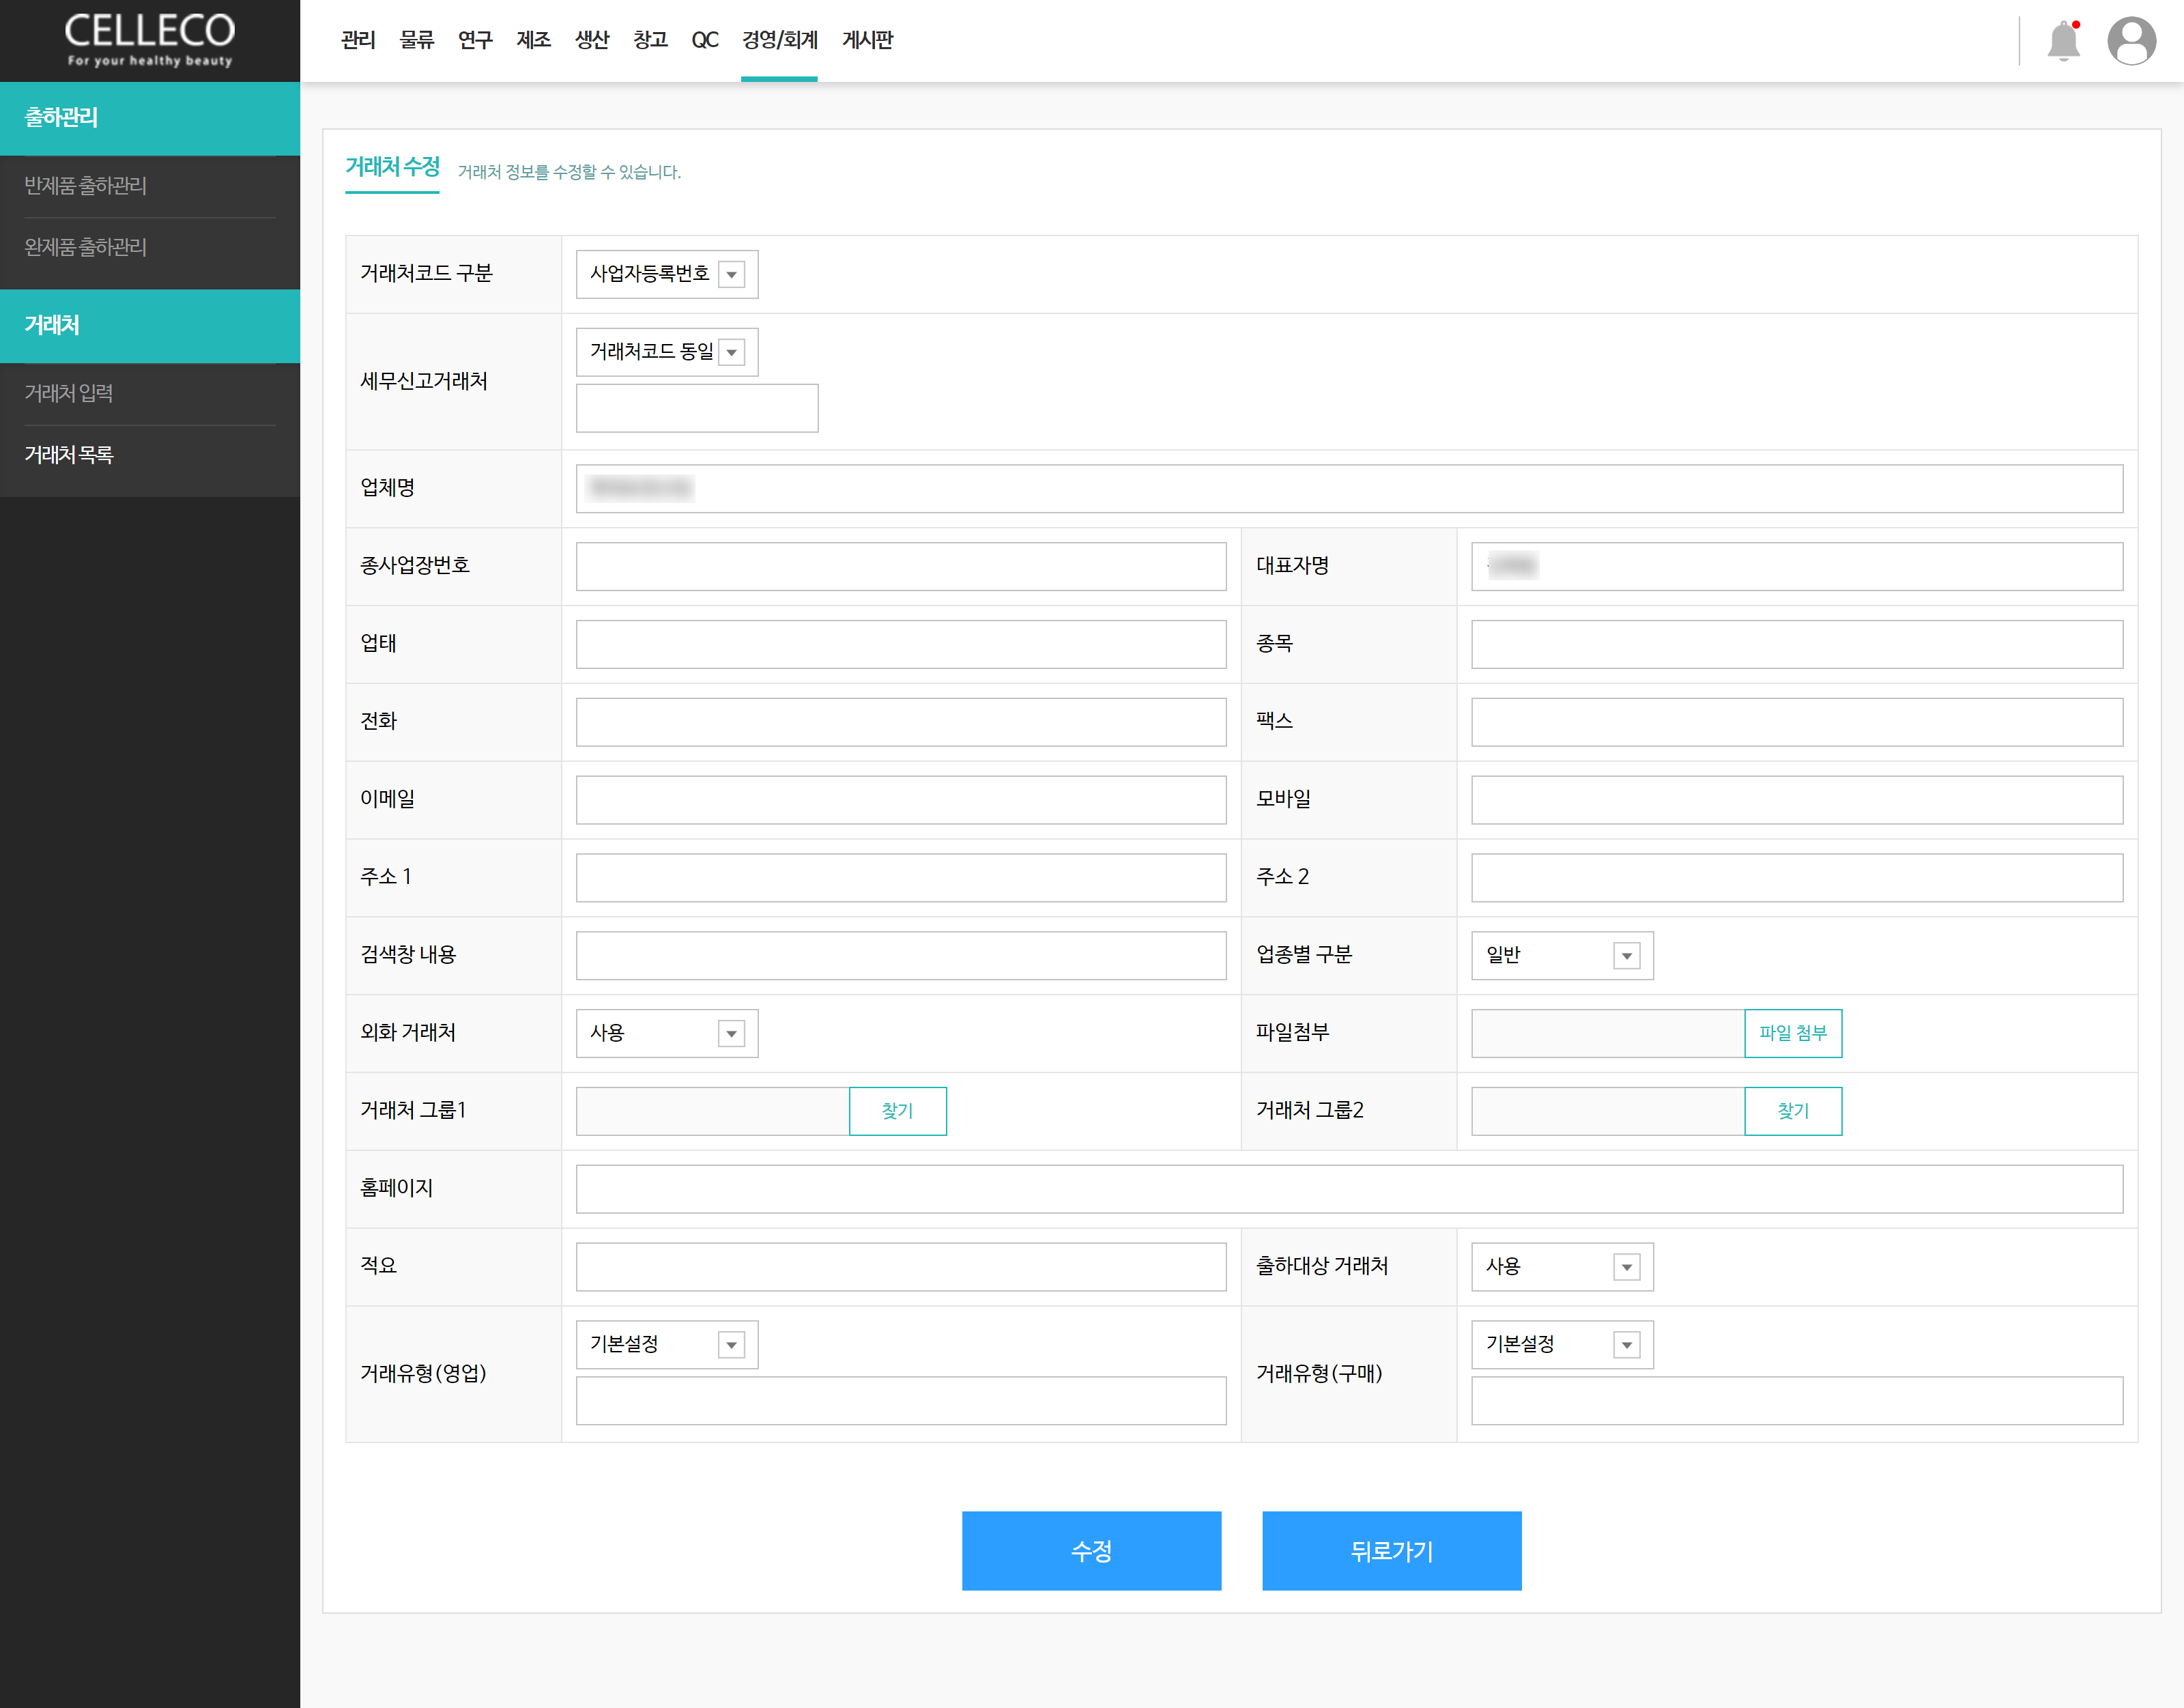 CELLECO
For your healthy beauty
관리 물류 연구 제조 생산 창고 QC 경영/회계 게시판
출하관리
반제품 출하관리
완제품 출하관리
거래처
거래처 입력
거래처 목록
거래처 수정 거래처 정보를 수정할 수 있습니다.
거래처코드 구분 사업자등록번호
세무신고거래처 거래처코드 동일
업체명
종사업장번호 대표자명
업태 종목
전화 팩스
이메일 모바일
주소 1 주소 2
검색창 내용 업종별 구분 일반
외화 거래처 사용 파일첨부 파일 첨부
거래처 그룹1 찾기 거래처 그룹2 찾기
홈페이지
적요 출하대상 거래처 사용
거래유형(영업) 기본설정 거래유형(구매) 기본설정
수정 뒤로가기